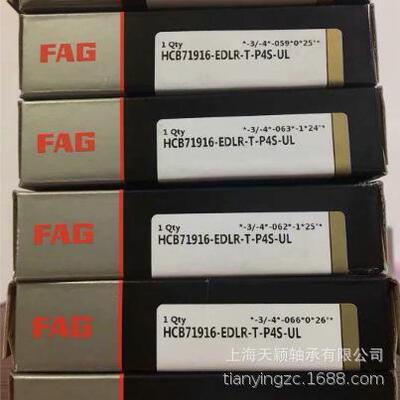 FAG
1 Qty *-3/-4*-059*0*25'*
HCB71916-EDLR-T-P4S-UL
FAG
1 Qty *-3/-4*-063*-1*24'*
HCB71916-EDLR-T-P4S-UL
FAG
1 Qty *-3/-4*-062*-1*25'*
HCB71916-EDLR-T-P4S-UL
FAG
1 Qty *-3/-4*-066*0*26'*
HCB71916-EDLR-T-P4S-UL
上海天颖轴承有限公司
tianyingzc.1688.com